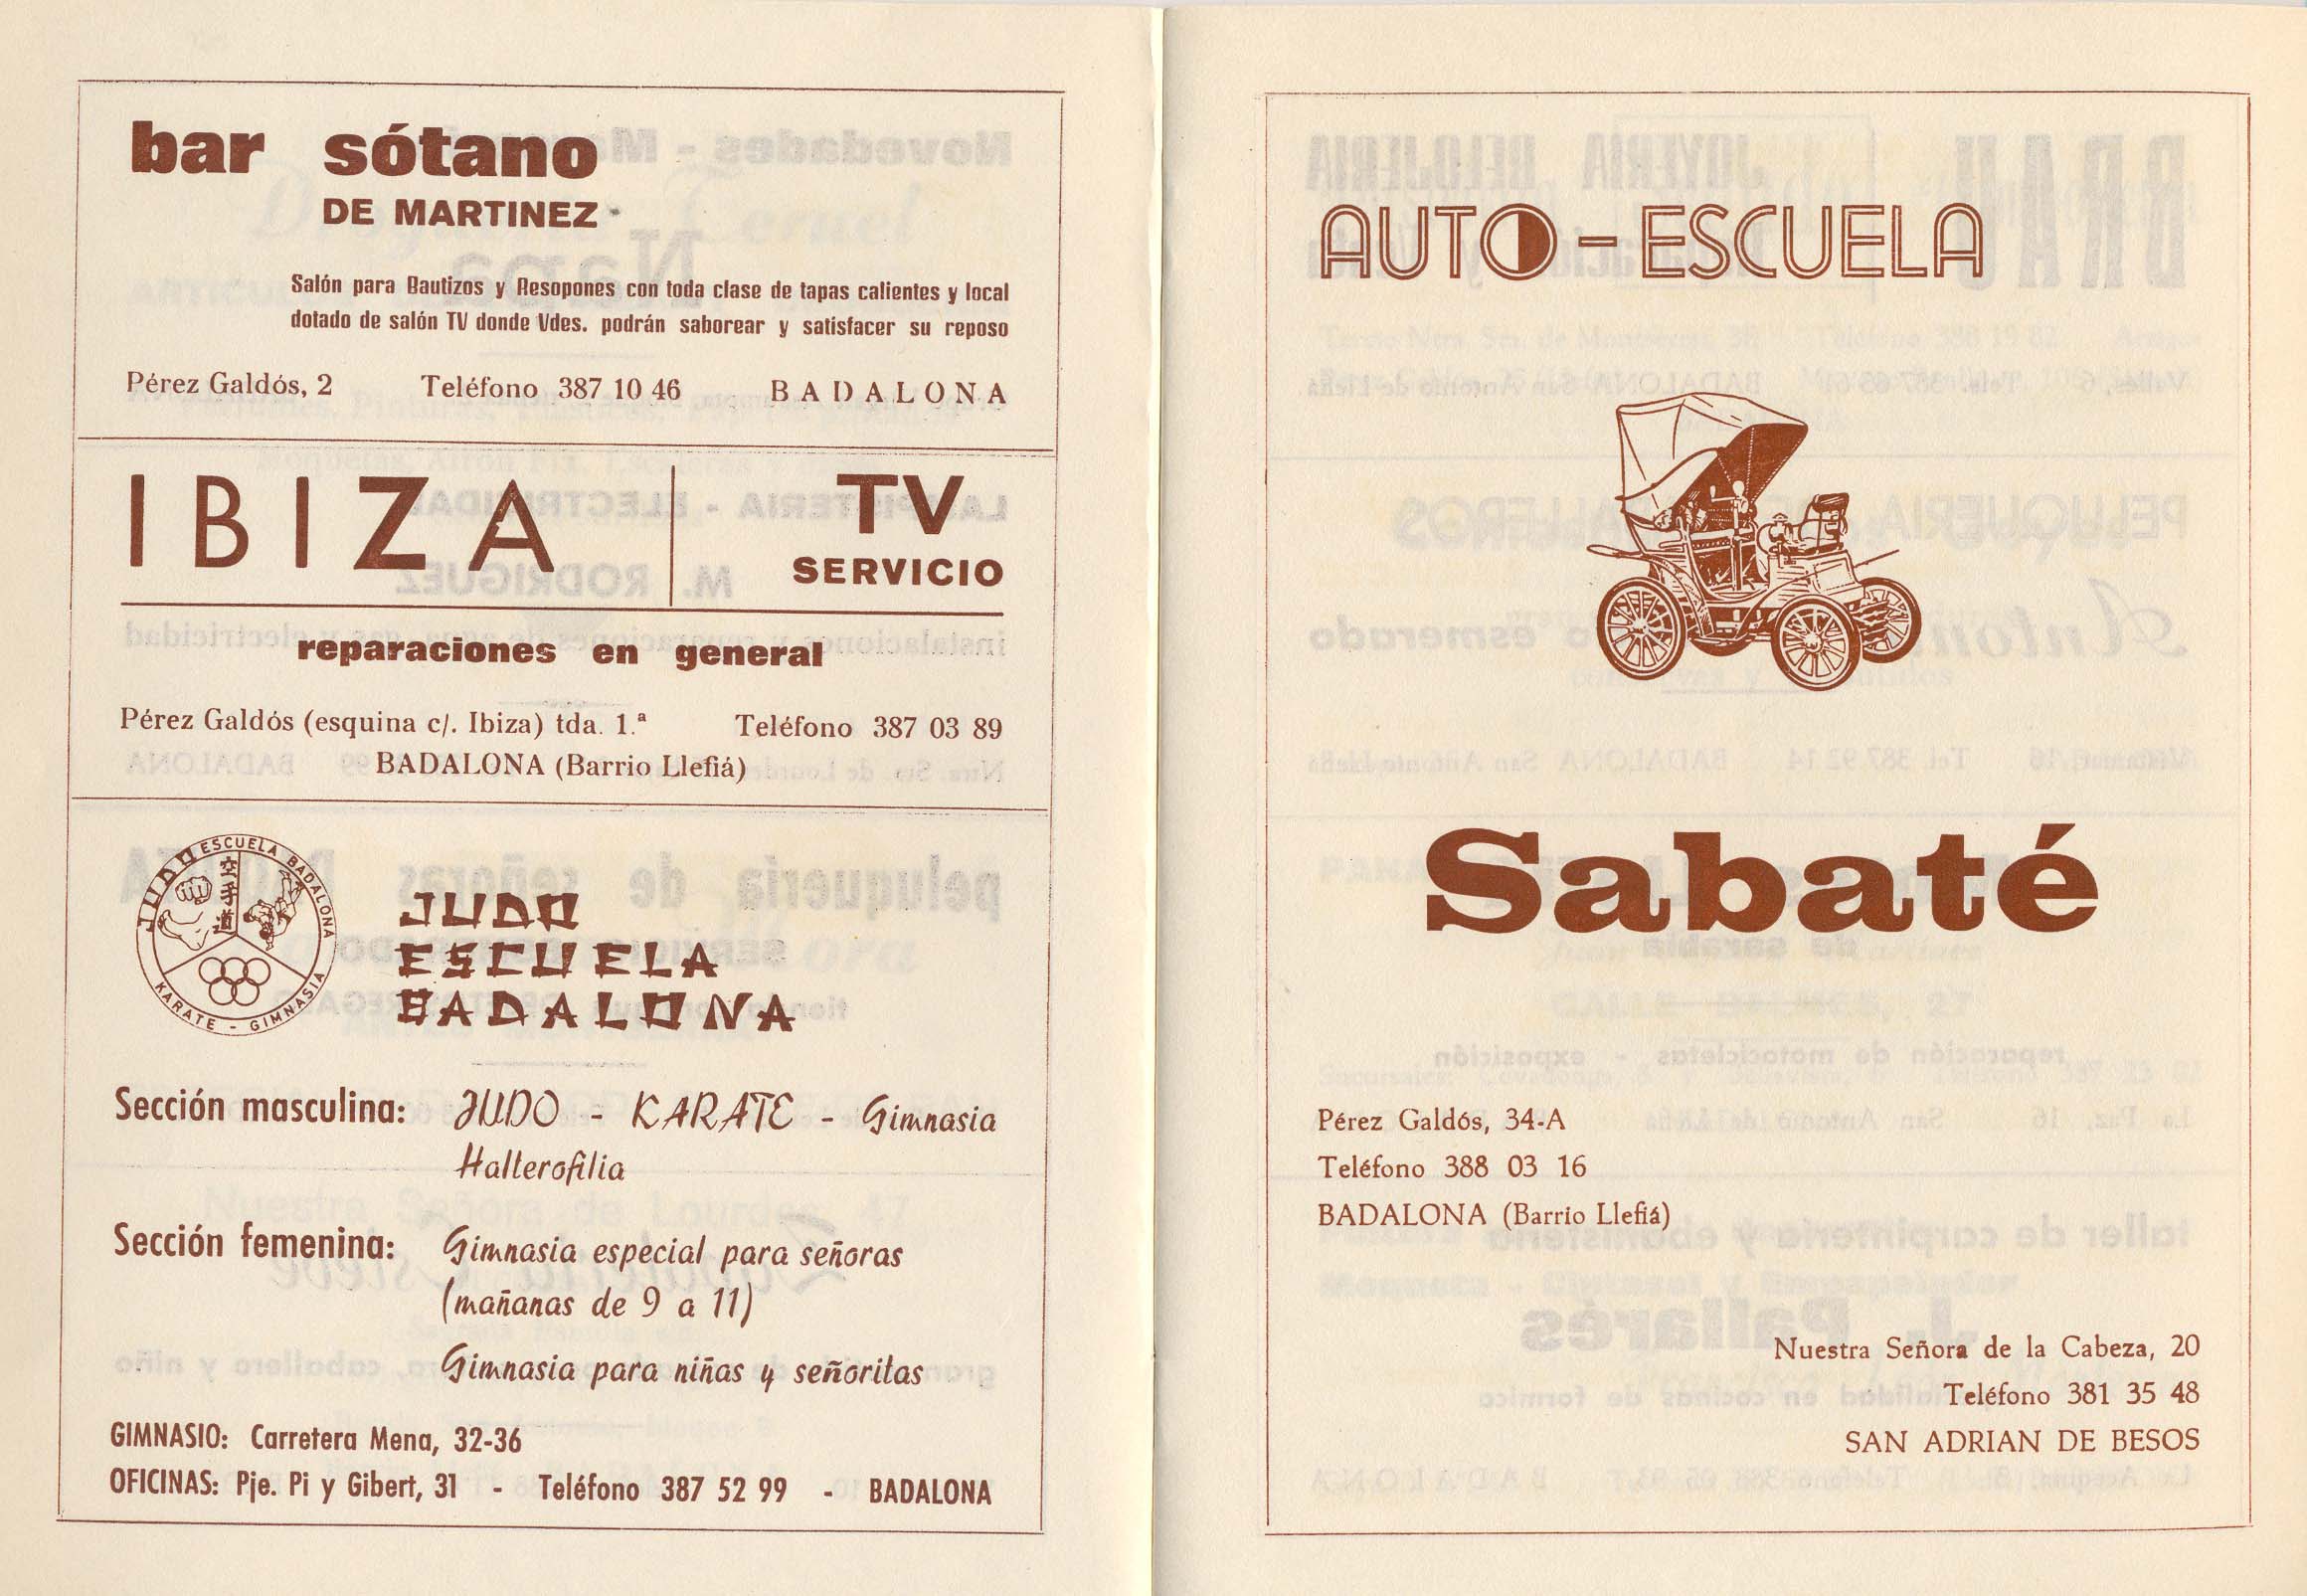 bar sótano
DE MARTINEZ
Salón para Bautizos y Resopones con toda clase de tapas calientes y local
dotado de salón TV donde Vdes. podrán saborear y satisfacer su reposo
Pérez Galdós, 2 Teléfono 387 10 46 BADALONA
IBIZA TV
SERVICIO
reparaciones en general
Pérez Galdós (esquina c/. Ibiza) tda. 1.ª Teléfono 387 03 89
BADALONA (Barrio Llefiá)
JUDO ESCUELA BADALONA
空手道
KARATE - GIMNASIA
JUDO
ESCUELA
BADALONA
Sección masculina: JUDO - KARATE - Gimnasia
Halterofilia
Sección femenina: Gimnasia especial para señoras
(mañanas de 9 a 11)
Gimnasia para niñas y señoritas
GIMNASIO: Carretera Mena, 32-36
OFICINAS: Pje. Pi y Gibert, 31 - Teléfono 387 52 99 - BADALONA
AUTO-ESCUELA
Sabaté
Pérez Galdós, 34-A
Teléfono 388 03 16
BADALONA (Barrio Llefiá)
Nuestra Señora de la Cabeza, 20
Teléfono 381 35 48
SAN ADRIAN DE BESOS